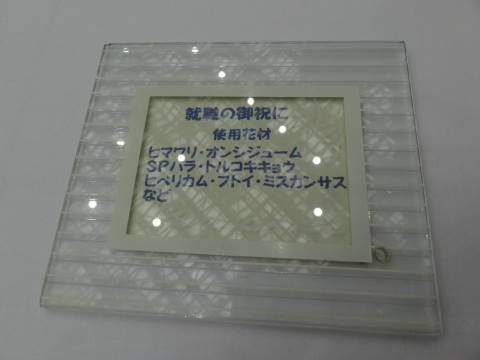 就職の御祝に
使用花材
ヒマワリ・オンシジューム
SPバラ・トルコキキョウ
ヒペリカム・フトイ・ミスカンサス
など